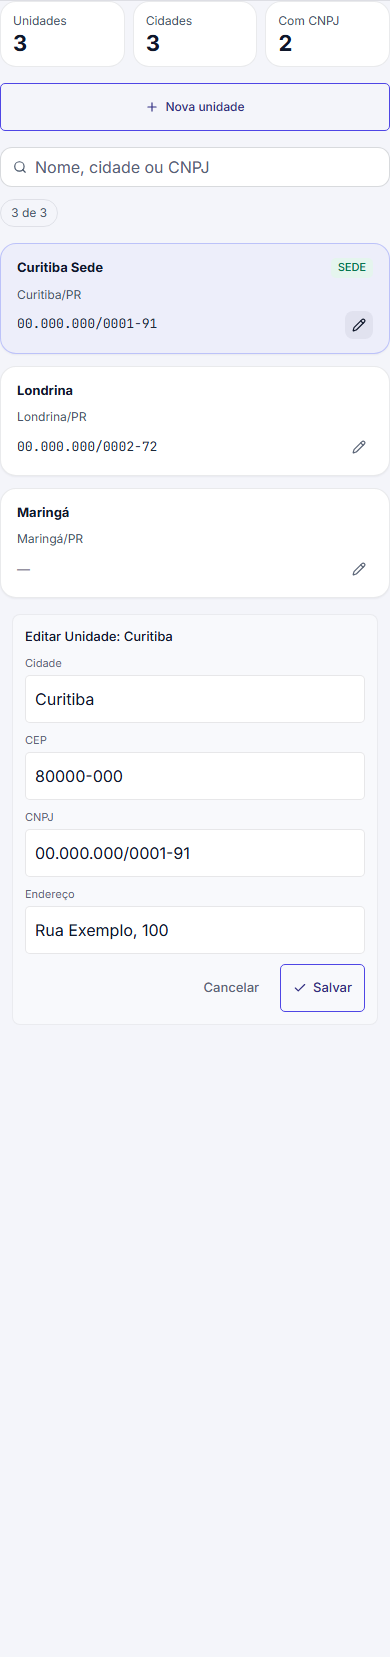 Unidades
3
Cidades
3
Com CNPJ
2
+ Nova unidade
Nome, cidade ou CNPJ
3 de 3
Curitiba Sede
SEDE
Curitiba/PR
00.000.000/0001-91
Londrina
Londrina/PR
00.000.000/0002-72
Maringá
Maringá/PR
—
Editar Unidade: Curitiba
Cidade
Curitiba
CEP
80000-000
CNPJ
00.000.000/0001-91
Endereço
Rua Exemplo, 100
Cancelar
Salvar